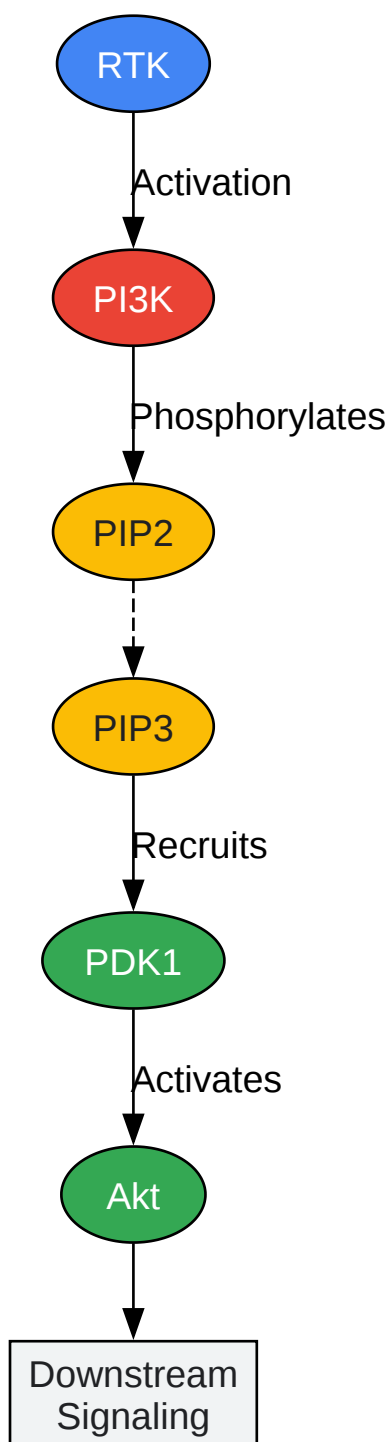 RTK
Activation
PI3K
Phosphorylates
PIP2
PIP3
Recruits
PDK1
Activates
Akt
Downstream
Signaling